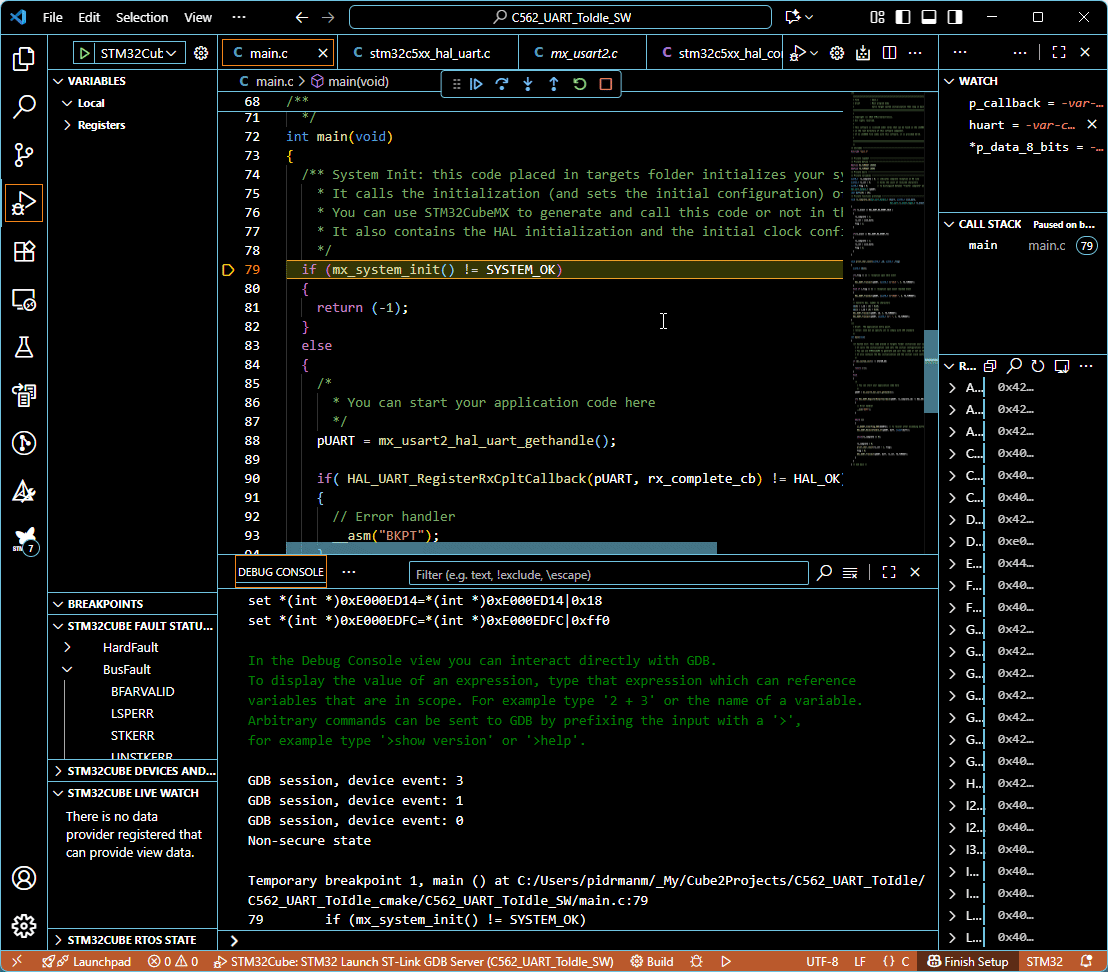 File Edit Selection View ··· C562_UART_ToIdle_SW
STM32Cub main.c stm32c5xx_hal_uart.c mx_usart2.c stm32c5xx_hal_co
VARIABLES
Local
Registers
main.c > main(void)
68 /**
71 */
72 int main(void)
73 {
74 /** System Init: this code placed in targets folder initializes your sy
75 * It calls the initialization (and sets the initial configuration) o
76 * You can use STM32CubeMX to generate and call this code or not in th
77 * It also contains the HAL initialization and the initial clock confi
78 */
79 if (mx_system_init() != SYSTEM_OK)
80 {
81 return (-1);
82 }
83 else
84 {
85 /*
86 * You can start your application code here
87 */
88 pUART = mx_usart2_hal_uart_gethandle();
89
90 if( HAL_UART_RegisterRxCpltCallback(pUART, rx_complete_cb) != HAL_OK)
91 {
92 // Error handler
93 __asm("BKPT");
94 }
WATCH
p_callback = -var-...
huart = -var-c...
*p_data_8_bits = -...
CALL STACK Paused on b...
main main.c 79
R...
A... 0x42...
A... 0x42...
A... 0x42...
C... 0x40...
C... 0x40...
C... 0x40...
D... 0x42...
D... 0xe0...
E... 0x44...
F... 0x40...
F... 0x40...
G... 0x42...
G... 0x42...
G... 0x42...
G... 0x42...
G... 0x42...
G... 0x42...
G... 0x40...
H... 0x42...
I2... 0x40...
I2... 0x40...
I3... 0x40...
I... 0x40...
I... 0x40...
L... 0x40...
L... 0x40...
BREAKPOINTS
STM32CUBE FAULT STATU...
HardFault
BusFault
BFARVALID
LSPERR
STKERR
UNSTKERR
STM32CUBE DEVICES AND...
STM32CUBE LIVE WATCH
There is no data
provider registered that
can provide view data.
STM32CUBE RTOS STATE
7
DEBUG CONSOLE ··· Filter (e.g. text, !exclude, \escape)
set *(int *)0xE000ED14=*(int *)0xE000ED14|0x18
set *(int *)0xE000EDFC=*(int *)0xE000EDFC|0xff0
In the Debug Console view you can interact directly with GDB.
To display the value of an expression, type that expression which can reference
variables that are in scope. For example type '2 + 3' or the name of a variable.
Arbitrary commands can be sent to GDB by prefixing the input with a '>',
for example type '>show version' or '>help'.
GDB session, device event: 3
GDB session, device event: 1
GDB session, device event: 0
Non-secure state
Temporary breakpoint 1, main () at C:/Users/pidrmanm/_My/Cube2Projects/C562_UART_ToIdle/
C562_UART_ToIdle_cmake/C562_UART_ToIdle_SW/main.c:79
79 if (mx_system_init() != SYSTEM_OK)
>
Launchpad 0 0 STM32Cube: STM32 Launch ST-Link GDB Server (C562_UART_ToIdle_SW) Build UTF-8 LF {} C Finish Setup STM32